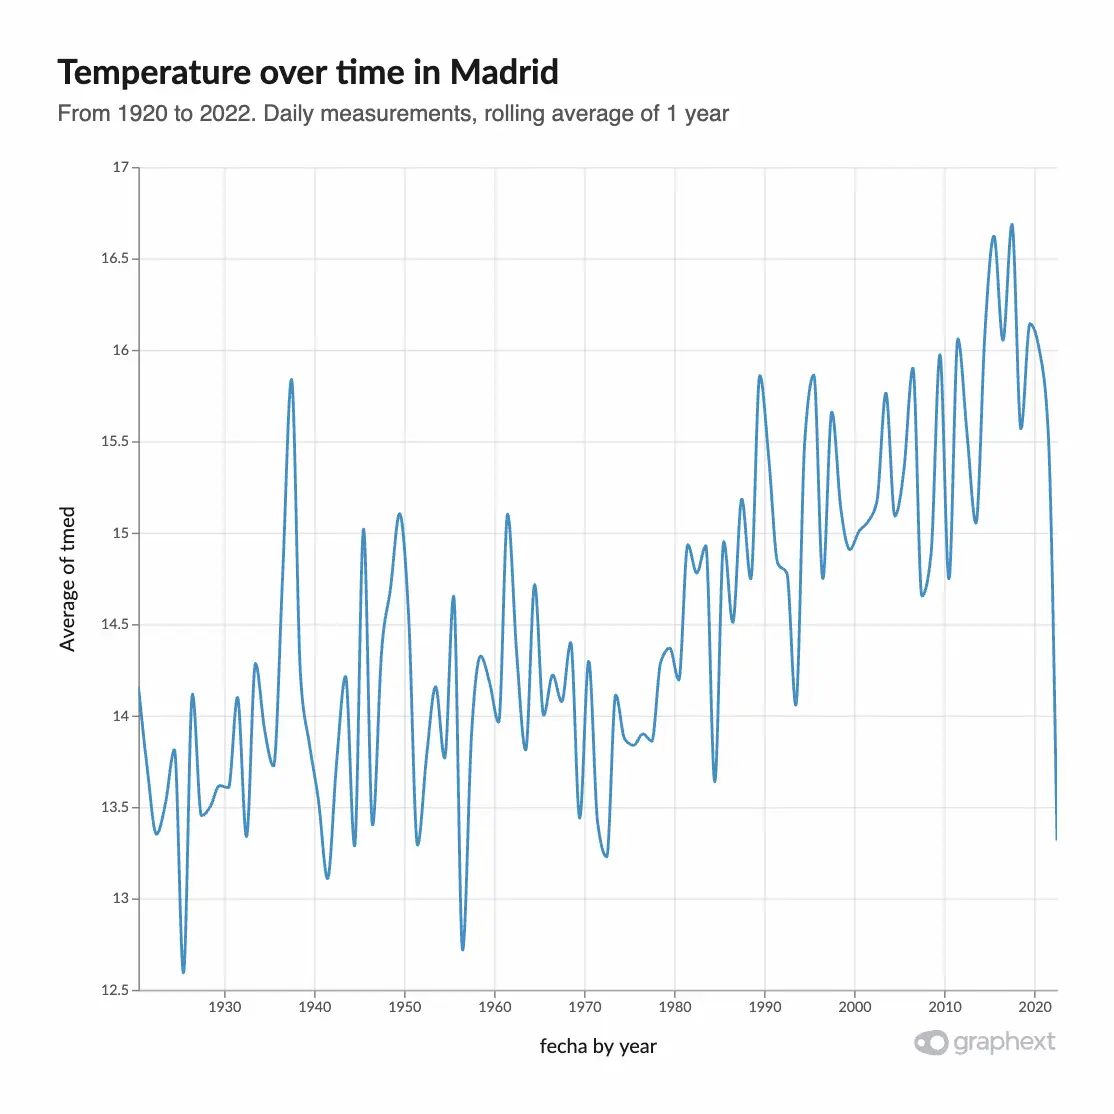 Temperature over time in Madrid
From 1920 to 2022. Daily measurements, rolling average of 1 year
17
16.5
16
15.5
15
14.5
14
13.5
13
12.5
Average of tmed
1930 1940 1950 1960 1970 1980 1990 2000 2010 2020
fecha by year
graphext